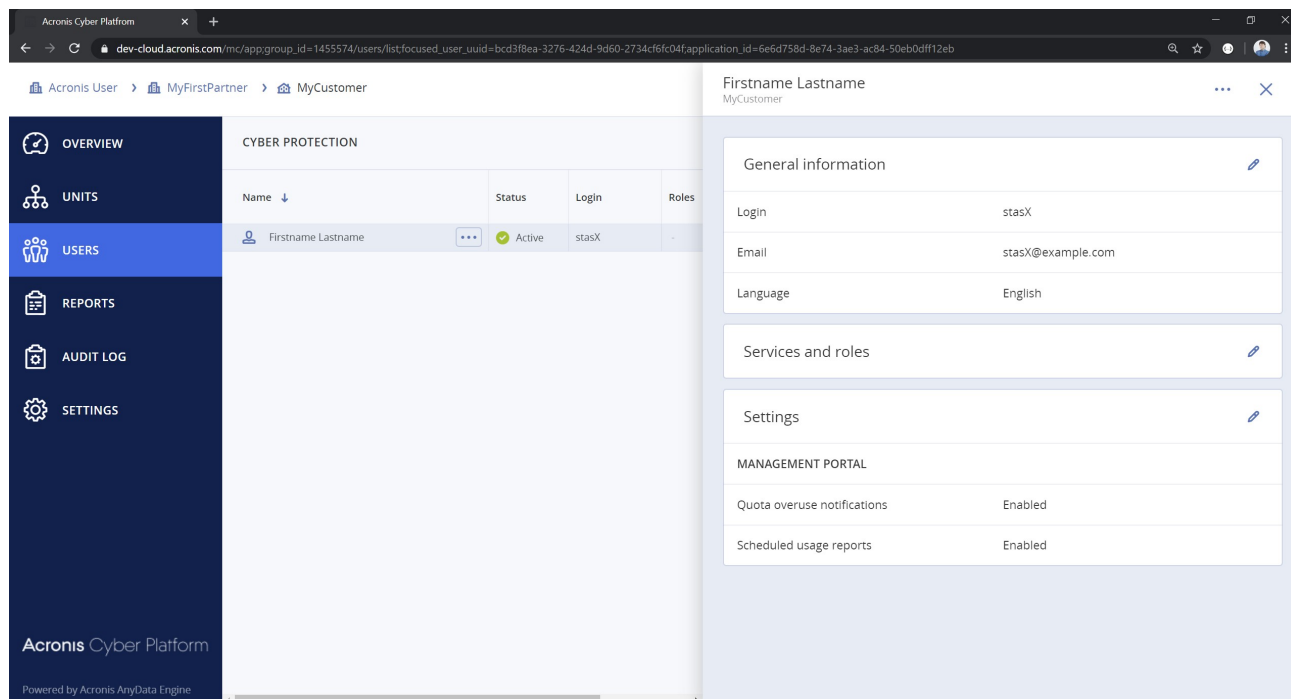 Acronis Cyber Platfrom
dev-cloud.acronis.com/mc/app;group_id=1455574/users/list;focused_user_uuid=bcd3f8ea-3276-424d-9d60-2734cf6fc04f;application_id=6e6d758d-8e74-3ae3-ac84-50eb0dff12eb
Acronis User > MyFirstPartner > MyCustomer
OVERVIEW
UNITS
USERS
REPORTS
AUDIT LOG
SETTINGS
Acronis Cyber Platform
Powered by Acronis AnyData Engine
CYBER PROTECTION
Name Status Login Roles
Firstname Lastname Active stasX -
Firstname Lastname
MyCustomer
General information
Login stasX
Email stasX@example.com
Language English
Services and roles
Settings
MANAGEMENT PORTAL
Quota overuse notifications Enabled
Scheduled usage reports Enabled